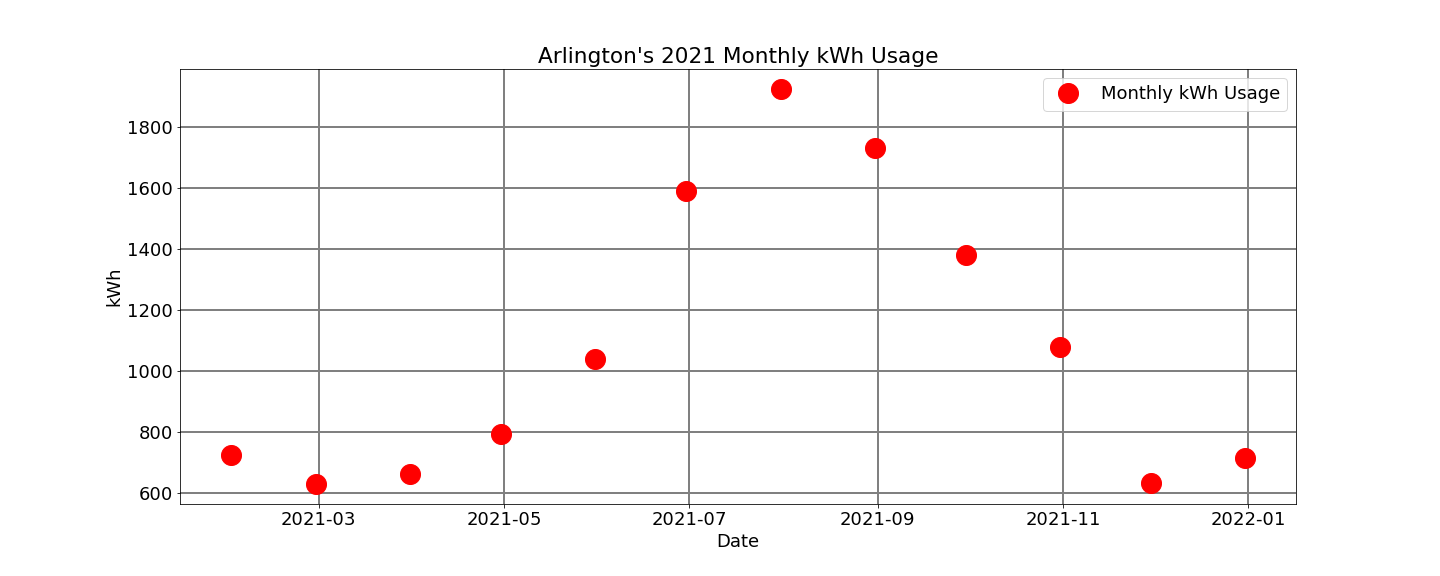 Arlington's 2021 Monthly kWh Usage
Monthly kWh Usage
1800
1600
1400
1200
1000
800
600
kWh
2021-03 2021-05 2021-07 2021-09 2021-11 2022-01
Date